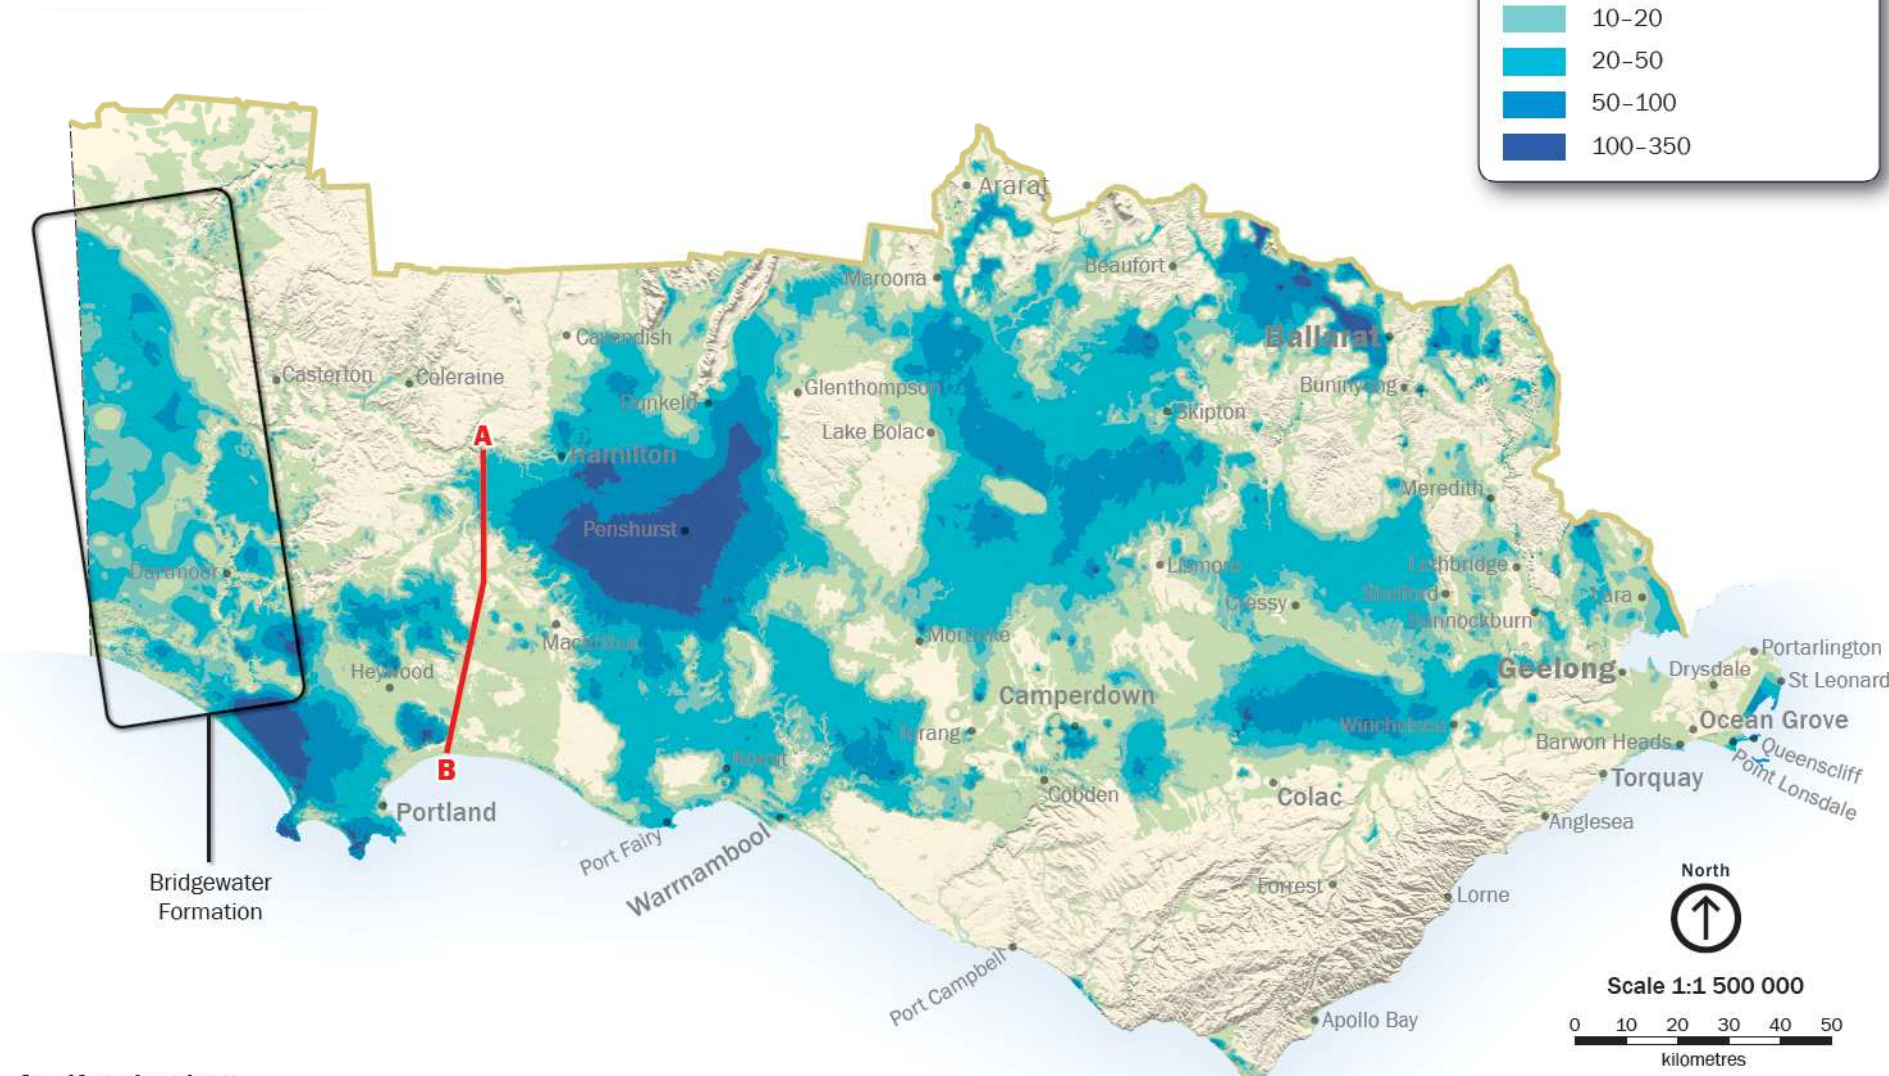 10–20
20–50
50–100
100–350
Ararat
Maroona
Beaufort
Cavendish
Ballarat
Casterton
Coleraine
Glenthompson
Buninyong
Dunkeld
Skipton
A
Lake Bolac
Hamilton
Meredith
Penshurst
Dartmoor
Lismore
Lethbridge
Cressy
Shelford
Lara
Bannockburn
Macarthur
Mortlake
Portarlington
Heywood
Geelong
Drysdale
St Leonard
Camperdown
Ocean Grove
Winchelsea
Barwon Heads
Queenscliff
Point Lonsdale
B
Koroit
Torquay
Cobden
Colac
Portland
Port Fairy
Warrnambool
Anglesea
Bridgewater
Formation
Forrest
Lorne
North
Port Campbell
Scale 1:1 500 000
Apollo Bay
0 10 20 30 40 50
kilometres